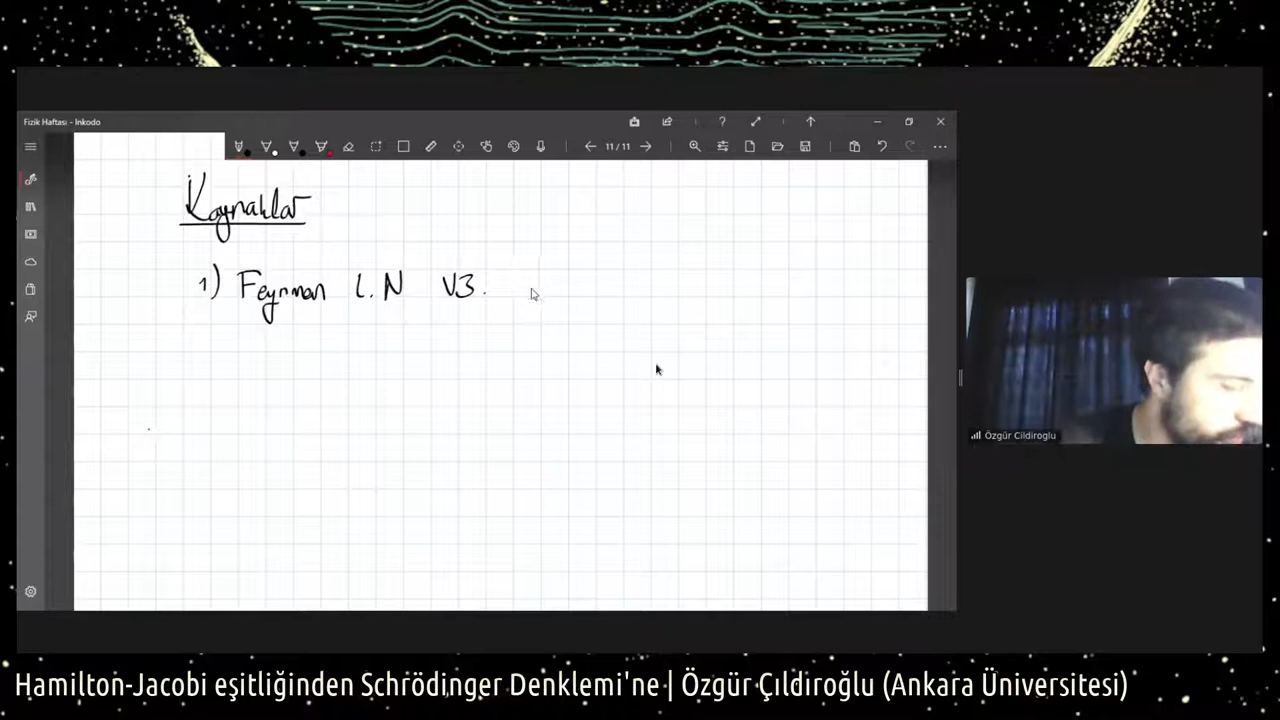 Fizik Haftası - Inkodo
11/11
Kaynaklar
1) Feynman L.N V3.
Özgür Cildiroglu
Hamilton-Jacobi eşitliğinden Schrödinger Denklemi'ne | Özgür Çıldıroğlu (Ankara Üniversitesi)